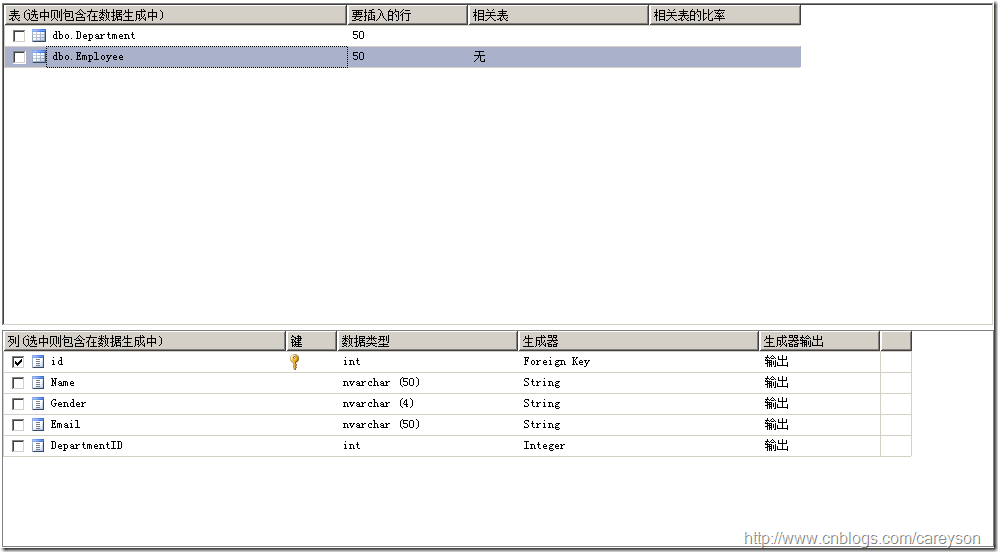 表(选中则包含在数据生成中) 要插入的行 相关表 相关表的比率
dbo.Department 50
dbo.Employee 50 无
列(选中则包含在数据生成中) 键 数据类型 生成器 生成器输出
id int Foreign Key 输出
Name nvarchar (50) String 输出
Gender nvarchar (4) String 输出
Email nvarchar (50) String 输出
DepartmentID int Integer 输出
http://www.cnblogs.com/careyson